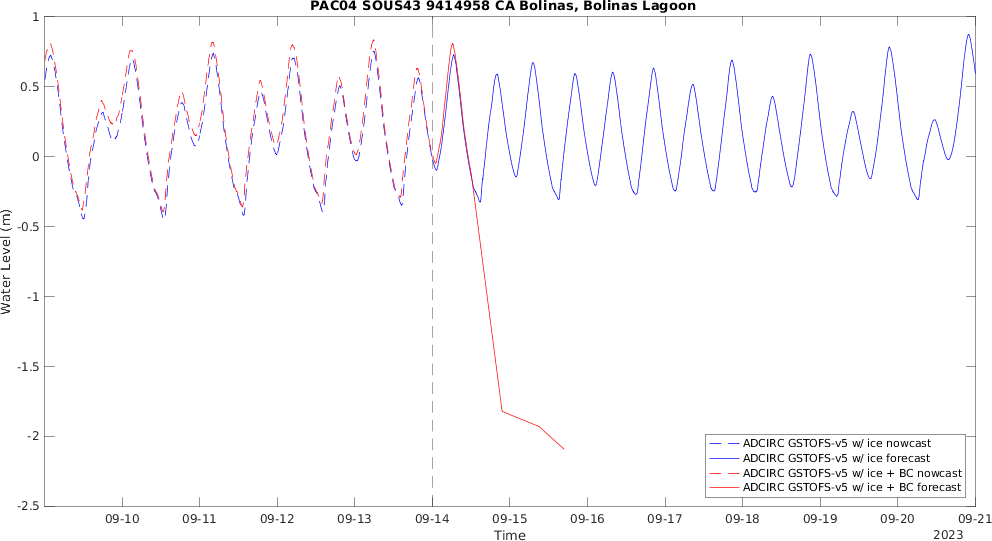 PAC04 SOUS43 9414958 CA Bolinas, Bolinas Lagoon
1
0.5
0
-0.5
-1
-1.5
-2
-2.5
Water Level (m)
ADCIRC GSTOFS-v5 w/ ice nowcast
ADCIRC GSTOFS-v5 w/ ice forecast
ADCIRC GSTOFS-v5 w/ ice + BC nowcast
ADCIRC GSTOFS-v5 w/ ice + BC forecast
09-10 09-11 09-12 09-13 09-14 09-15 09-16 09-17 09-18 09-19 09-20 09-21
Time
2023